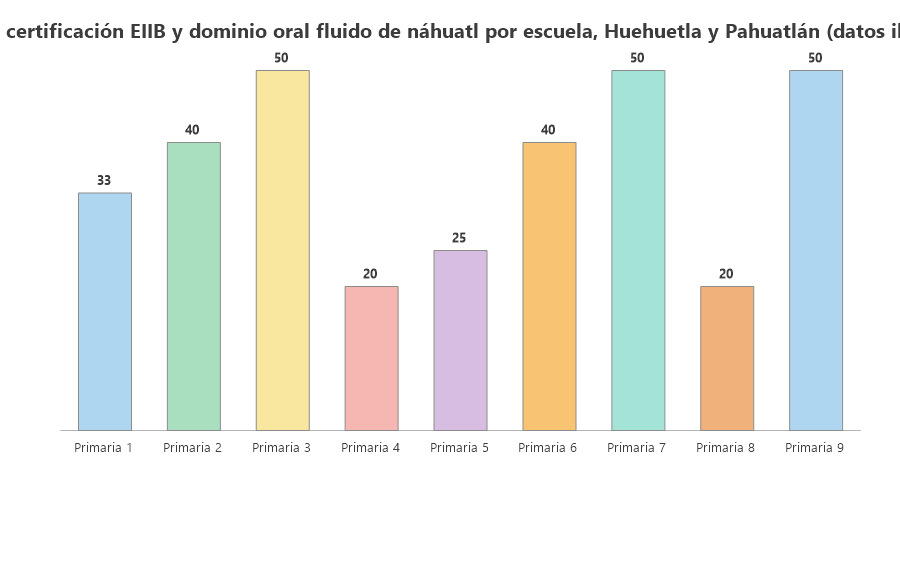 certificación EIIB y dominio oral fluido de náhuatl por escuela, Huehuetla y Pahuatlán (datos
50 50 50
40 40
33
25
20 20
Primaria 1 Primaria 2 Primaria 3 Primaria 4 Primaria 5 Primaria 6 Primaria 7 Primaria 8 Primaria 9